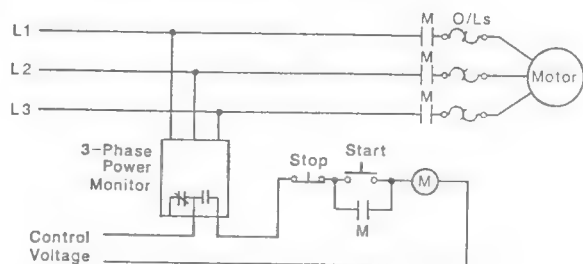 M
O/Ls
L1
M
L2
Motor
M
L3
3-Phase
Power
Monitor
Stop
Start
M
M
Control
Voltage